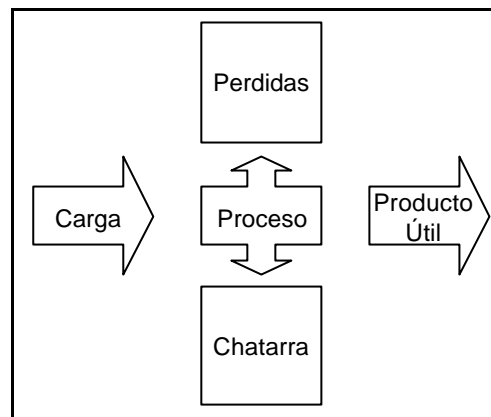 Perdidas
Carga
Proceso
Producto
Útil
Chatarra